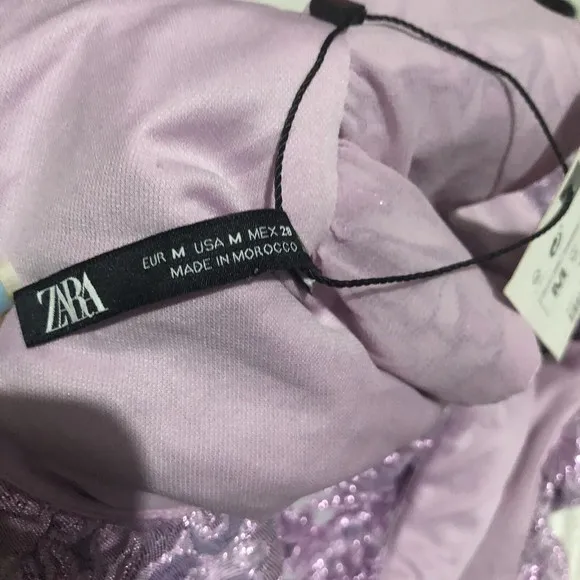 ZARA
EUR M USA M MEX 28
MADE IN MOROCCO
M